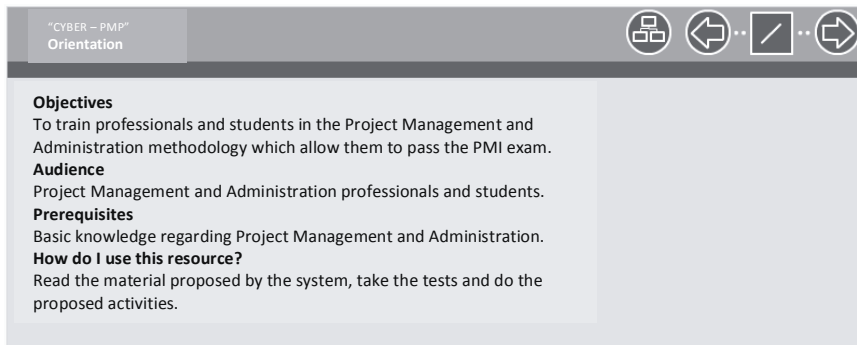 “CYBER – PMP”
Orientation
Objectives
To train professionals and students in the Project Management and
Administration methodology which allow them to pass the PMI exam.
Audience
Project Management and Administration professionals and students.
Prerequisites
Basic knowledge regarding Project Management and Administration.
How do I use this resource?
Read the material proposed by the system, take the tests and do the
proposed activities.